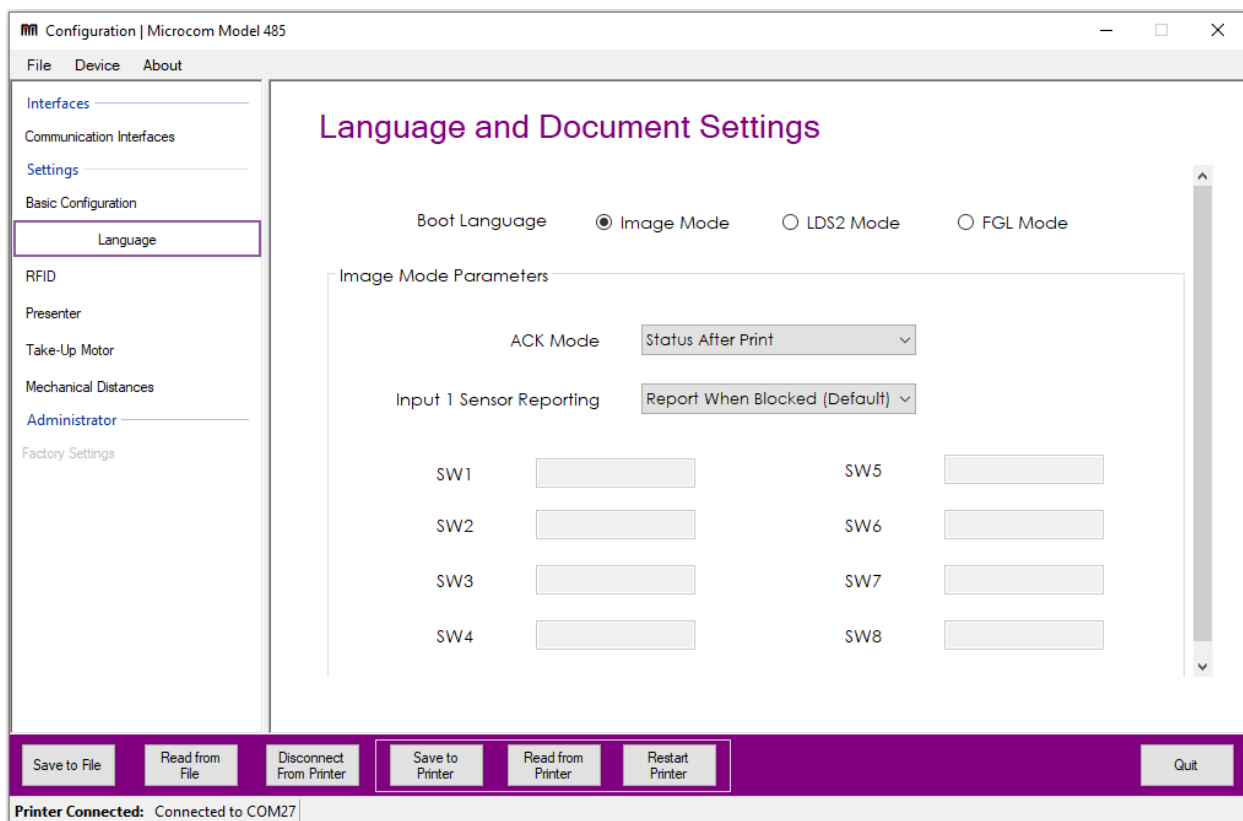 Configuration | Microcom Model 485
File Device About
Interfaces
Communication Interfaces
Settings
Basic Configuration
Language
RFID
Presenter
Take-Up Motor
Mechanical Distances
Administrator
Factory Settings
Language and Document Settings
Boot Language Image Mode LDS2 Mode FGL Mode
Image Mode Parameters
ACK Mode Status After Print
Input 1 Sensor Reporting Report When Blocked (Default)
SW1 SW5
SW2 SW6
SW3 SW7
SW4 SW8
Save to File
Read from
File
Disconnect
From Printer
Save to
Printer
Read from
Printer
Restart
Printer
Quit
Printer Connected: Connected to COM27